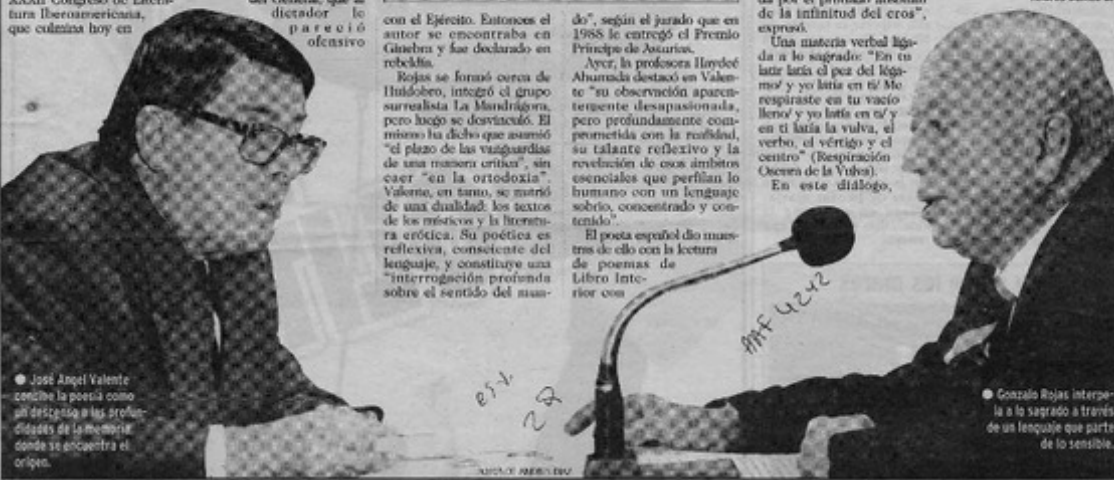 XXXII Congreso de Litera-
tura Iberoamericana,
que culmina hoy en
dictador le
pareció
ofensivo
con el Ejército. Entonces el
autor se encontraba en
Ginebra y fue declarado en
rebeldía.
Rojas se formó cerca de
Huidobro, integró el grupo
surrealista La Mandrágora,
pero luego se desvinculó. El
mismo ha dicho que asumió
"el plazo de las vanguardias
de una manera crítica", sin
caer "en la ortodoxia".
Valente, en tanto, se nutrió
de una dualidad: los textos
de los místicos y la literatu-
ra erótica. Su poética es
reflexiva, consciente del
lenguaje, y constituye una
"interrogación profunda
sobre el sentido del mun-
do", según el jurado que en
1988 le entregó el Premio
Príncipe de Asturias.
Ayer, la profesora Haydeé
Ahumada destacó en Valen-
te "su observación aparen-
temente desapasionada,
pero profundamente com-
prometida con la realidad,
su talante reflexivo y la
revelación de esos ámbitos
esenciales que perfilan lo
humano con un lenguaje
sobrio, concentrado y con-
tenido".
El poeta español dio mues-
tras de ello con la lectura
de poemas de
Libro Inte-
rior con
de la infinitud del eros",
expresó.
Una materia verbal liga-
da a lo sagrado: "En tu
latir latía el pez del léga-
mo/ y yo latía en ti/ Me
respiraste en tu vacío
lleno/ y yo latía en ti/ y
en ti latía la vulva, el
verbo, el vértigo y el
centro" (Respiración
Oscura de la Vulva).
En este diálogo,
AAF 4242
● José Angel Valente
concibe la poesía como
un descenso a las profun-
didades de la memoria
donde se encuentra el
origen.
● Gonzalo Rojas interpe-
la a lo sagrado a través
de un lenguaje que parte
de lo sensible.